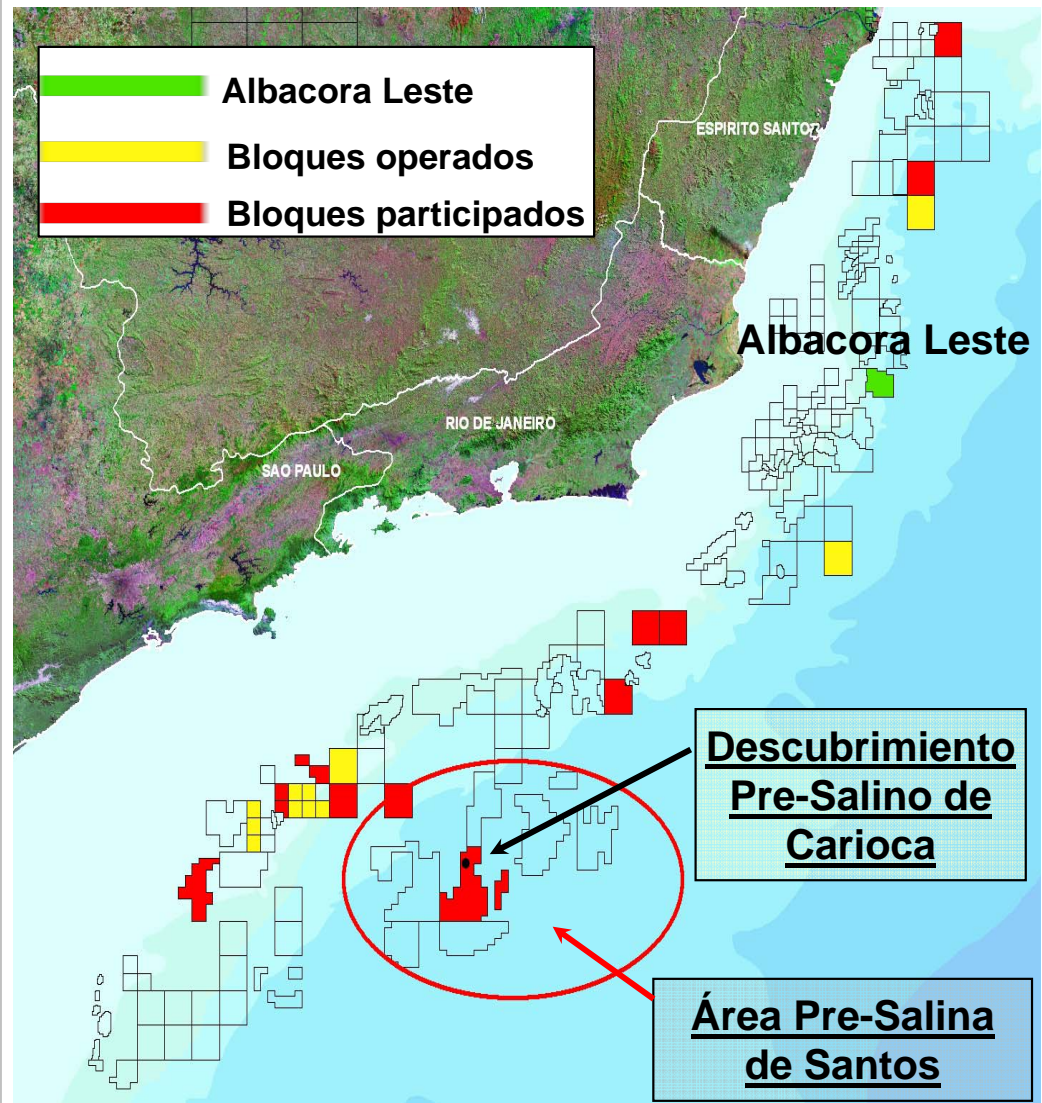 Albacora Leste
Bloques operados
Bloques participados
ESPIRITO SANTO
Albacora Leste
RIO DE JANEIRO
SAO PAULO
Descubrimiento
Pre-Salino de
Carioca
Área Pre-Salina
de Santos